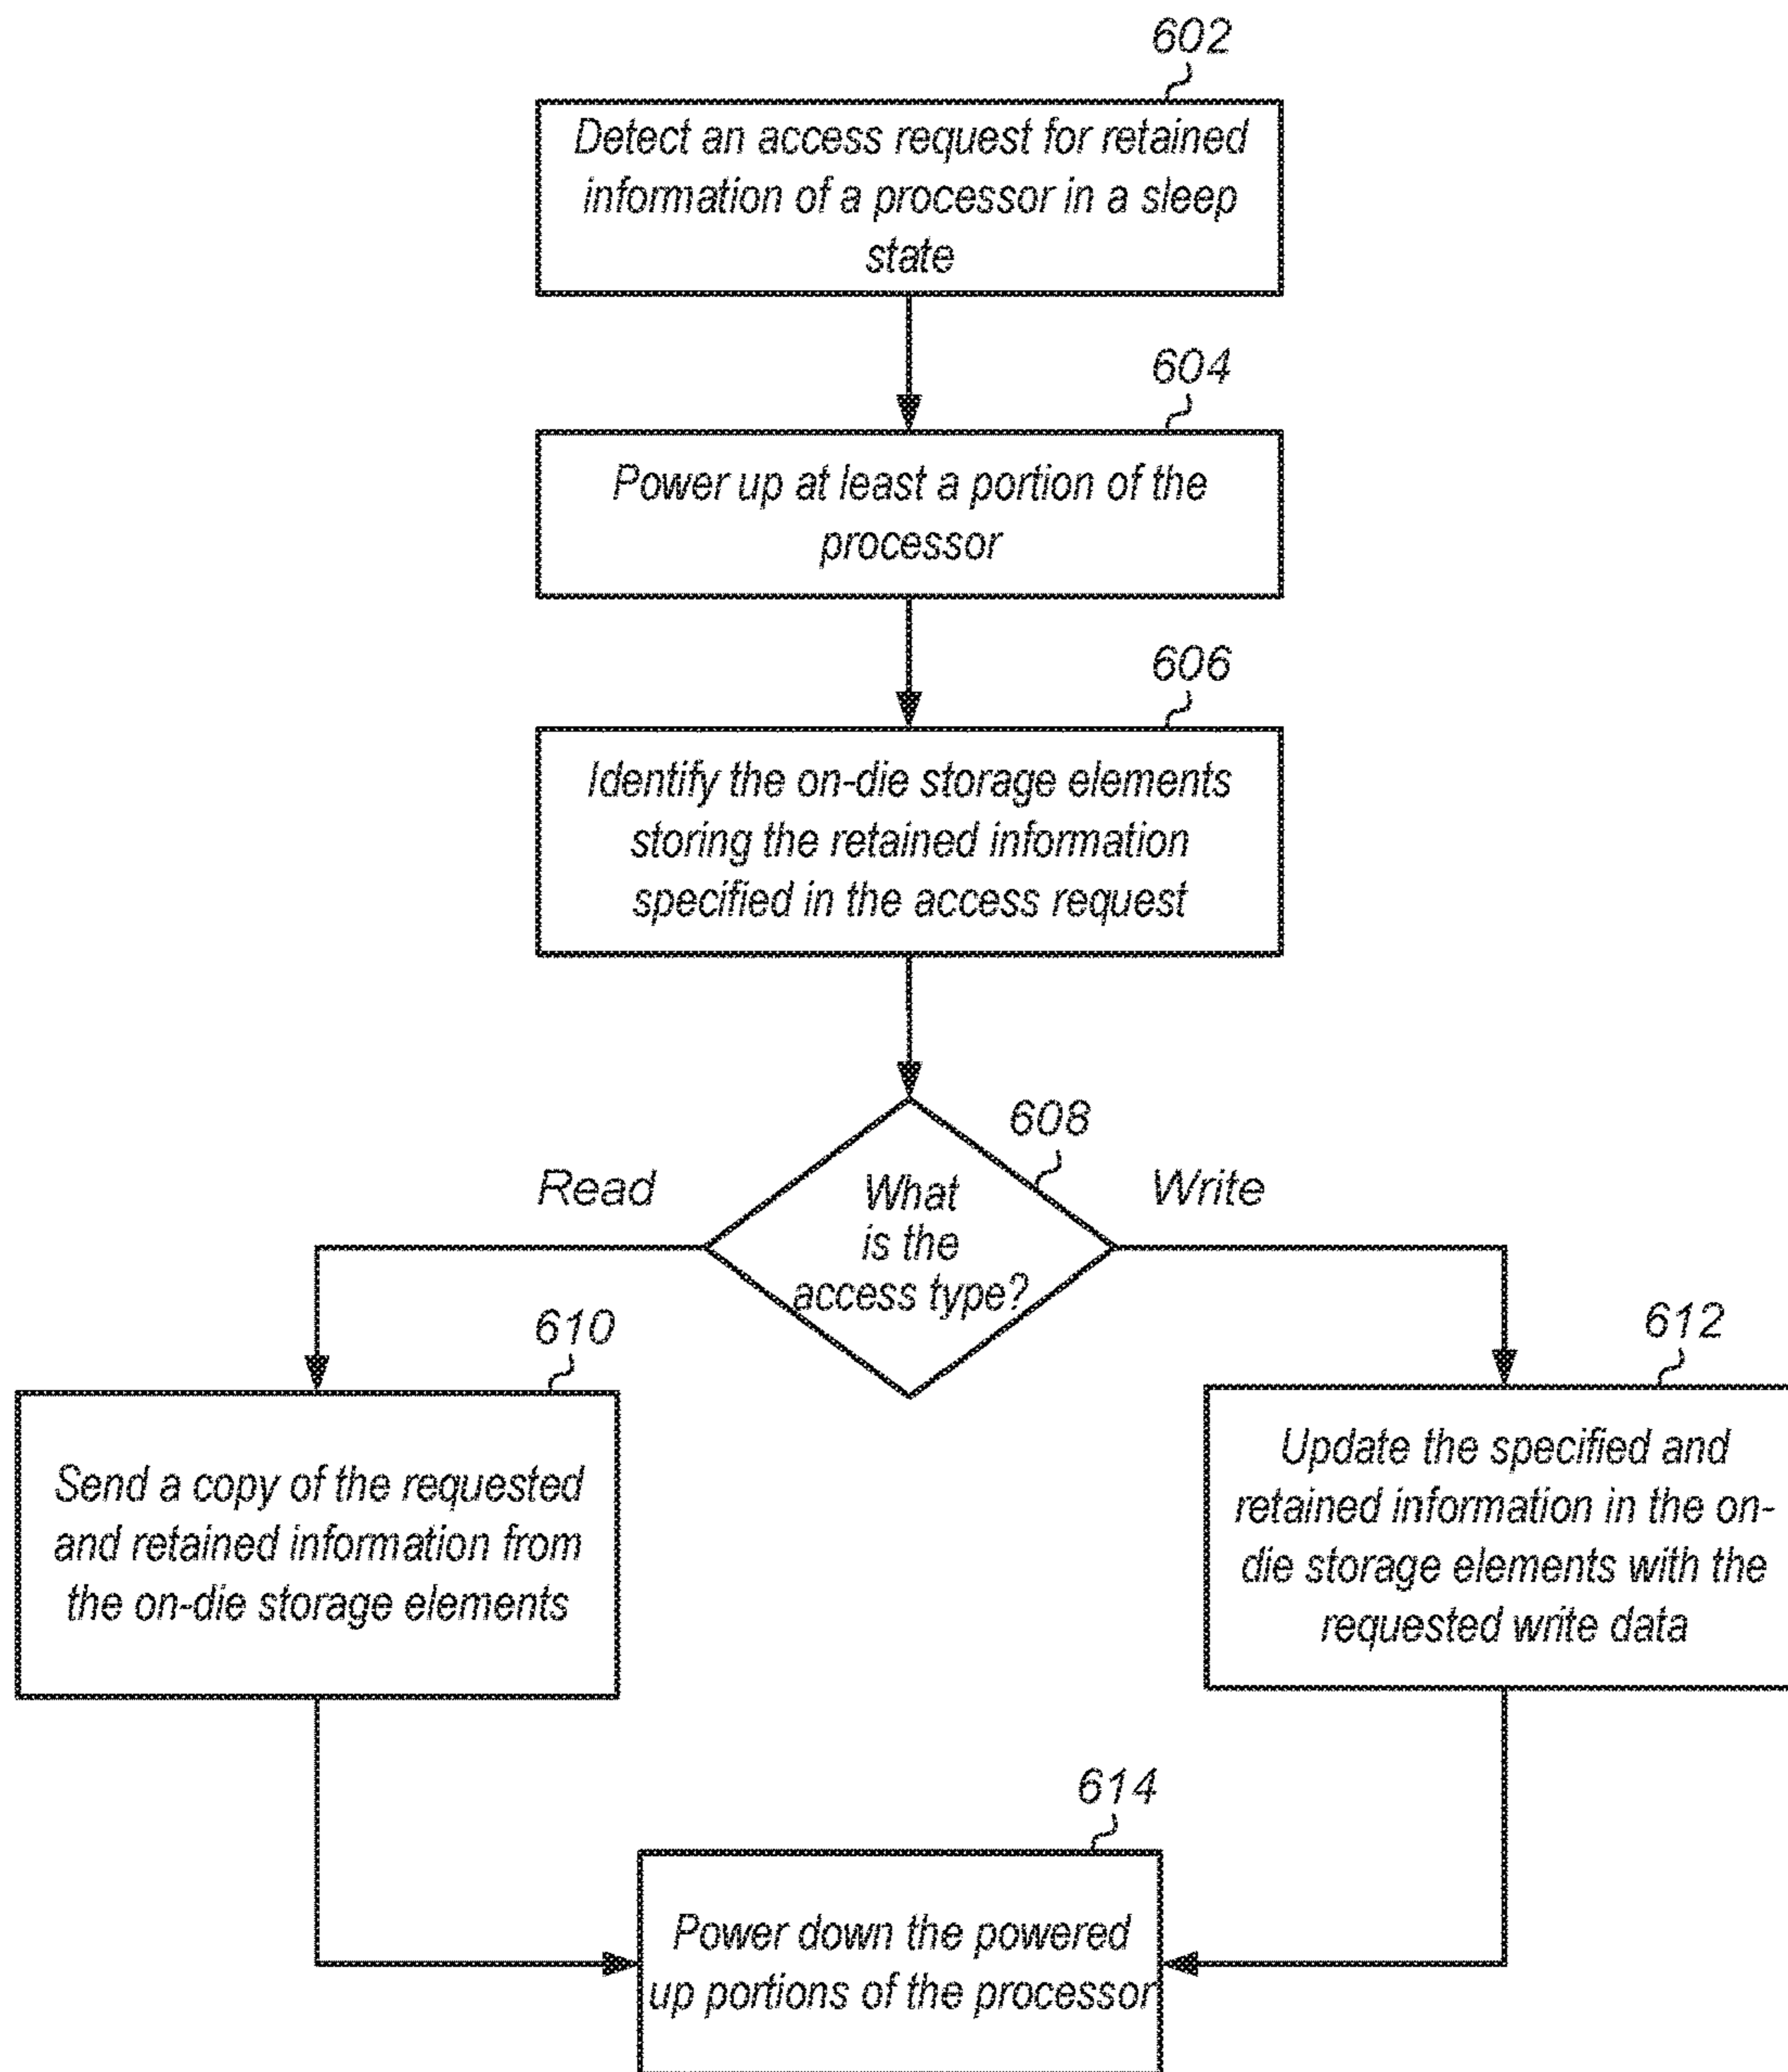 602
Detect an access request for retained
information of a processor in a sleep
state
604
Power up at least a portion of the
processor
606
Identify the on-die storage elements
storing the retained information
specified in the access request
608
Read
What
is the
access type?
Write
610
Send a copy of the requested
and retained information from
the on-die storage elements
612
Update the specified and
retained information in the on-
die storage elements with the
requested write data
614
Power down the powered
up portions of the processor